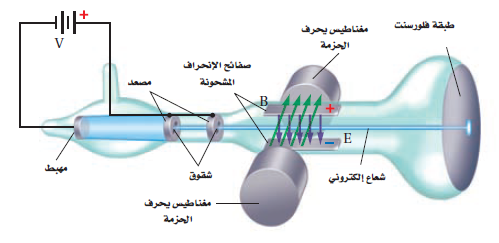 +
V
مغناطيس يحرف
الحزمة
طبقة فلورسنت
صفائح الإنحراف
المشحونة
مصعد
B
+
E
–
مهبط
شقوق
شعاع إلكتروني
مغناطيس يحرف
الحزمة